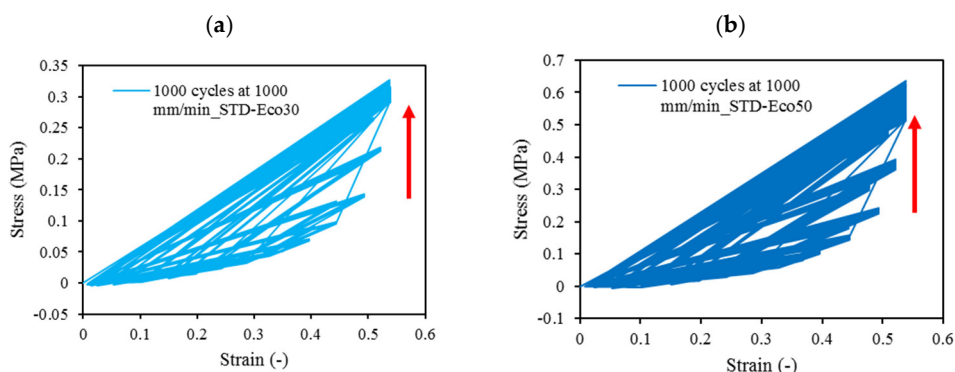 (a)
0.35
0.3
0.25
0.2
0.15
0.1
0.05
0
-0.05
Stress (MPa)
1000 cycles at 1000
mm/min_STD-Eco30
0 0.1 0.2 0.3 0.4 0.5 0.6
Strain (-)
(b)
0.7
0.6
0.5
0.4
0.3
0.2
0.1
0
-0.1
Stress (MPa)
1000 cycles at 1000
mm/min_STD-Eco50
0 0.1 0.2 0.3 0.4 0.5 0.6
Strain (-)